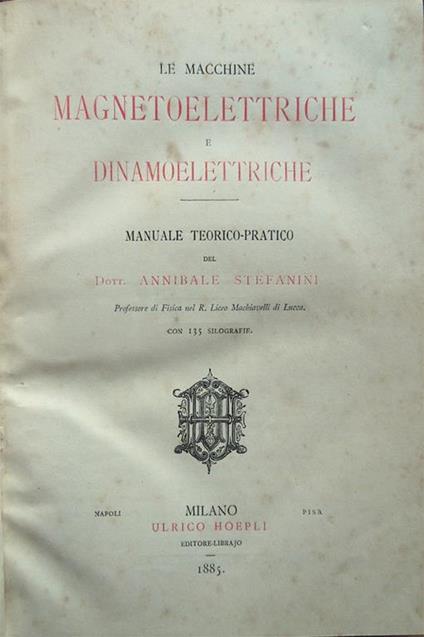 LE MACCHINE
MAGNETOELETTRICHE
E
DINAMOELETTRICHE
MANUALE TEORICO-PRATICO
DEL
DOTT. ANNIBALE STEFANINI
Professore di Fisica nel R. Liceo Machiavelli di Lucca.
CON 135 SILOGRAFIE.
NAPOLI MILANO PISA
ULRICO HOEPLI
EDITORE-LIBRAJO
1885.